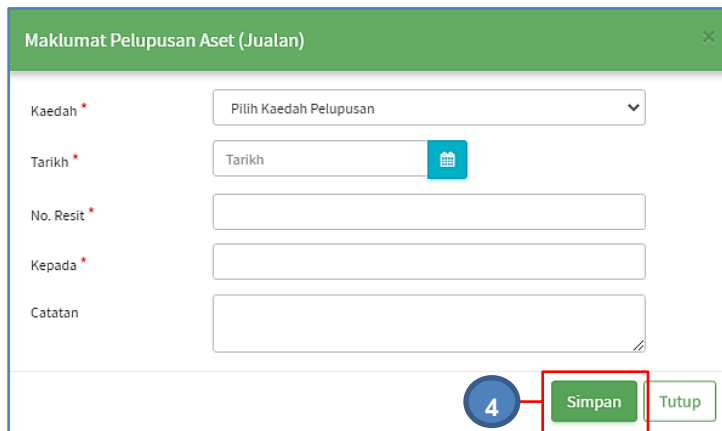 Maklumat Pelupusan Aset (Jualan) ×
Kaedah * Pilih Kaedah Pelupusan
Tarikh * Tarikh
No. Resit *
Kepada *
Catatan
4 Simpan Tutup